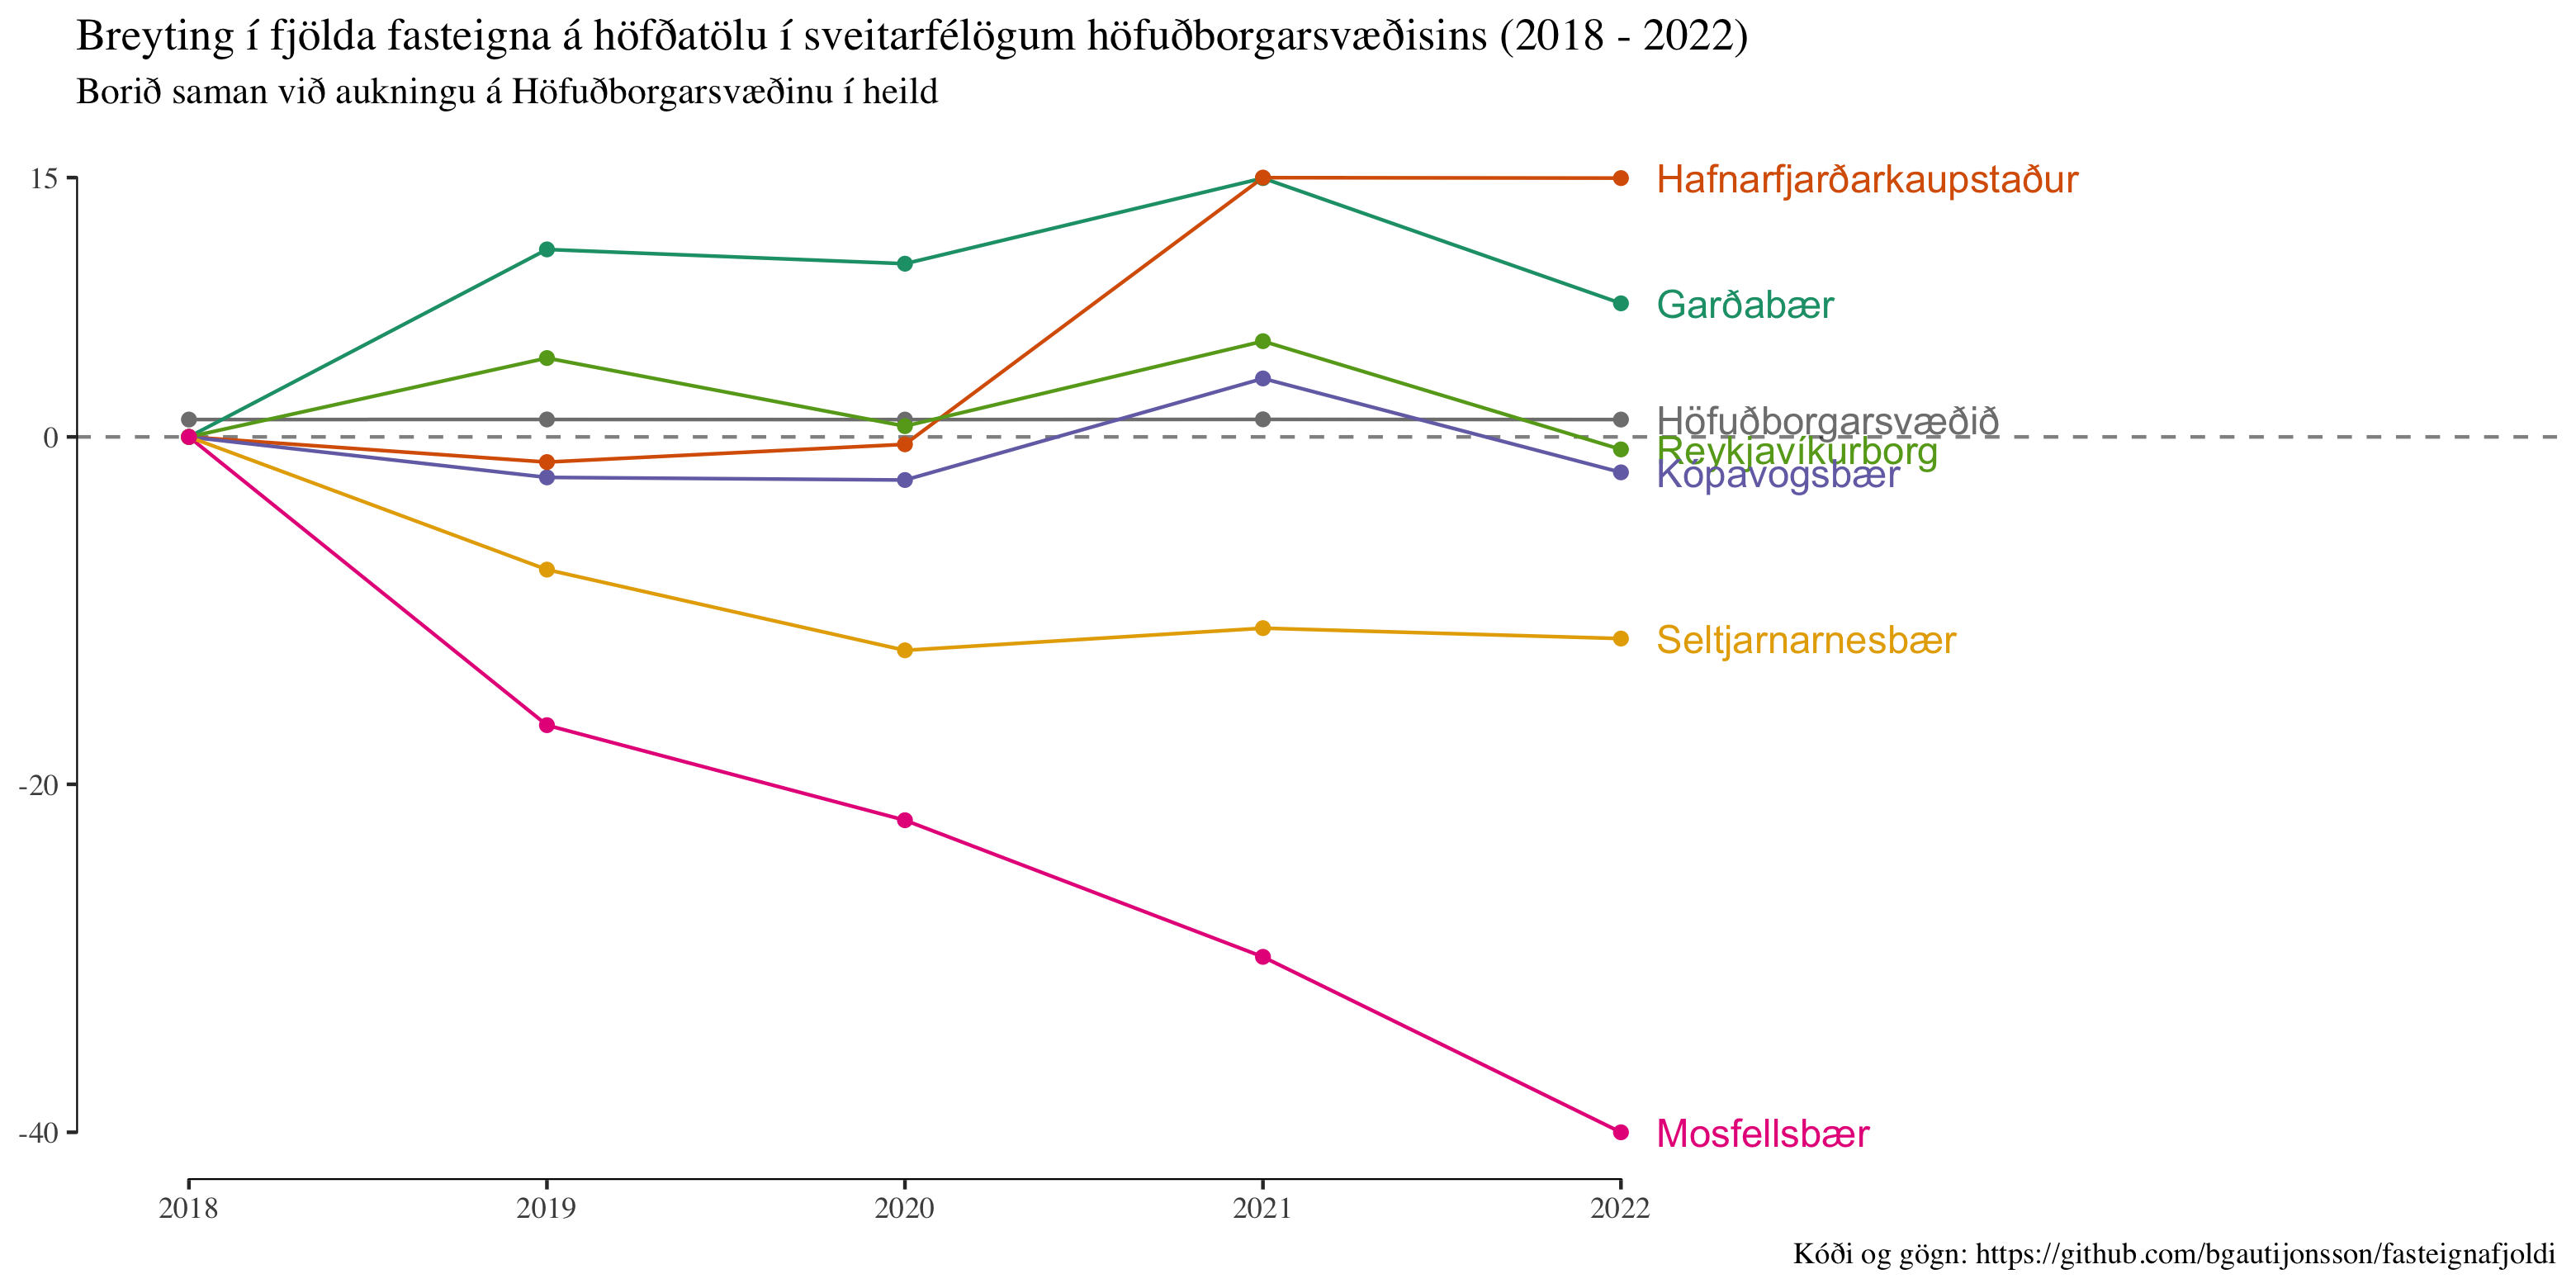 Breyting í fjölda fasteigna á höfðatölu í sveitarfélögum höfuðborgarsvæðisins (2018 - 2022)
Borið saman við aukningu á Höfuðborgarsvæðinu í heild
15
0
-20
-40
Hafnarfjarðarkaupstaður
Garðabær
Höfuðborgarsvæðið
Reykjavíkurborg
Kópavogsbær
Seltjarnarnesbær
Mosfellsbær
2018 2019 2020 2021 2022
Kóði og gögn: https://github.com/bgautijonsson/fasteignafjoldi